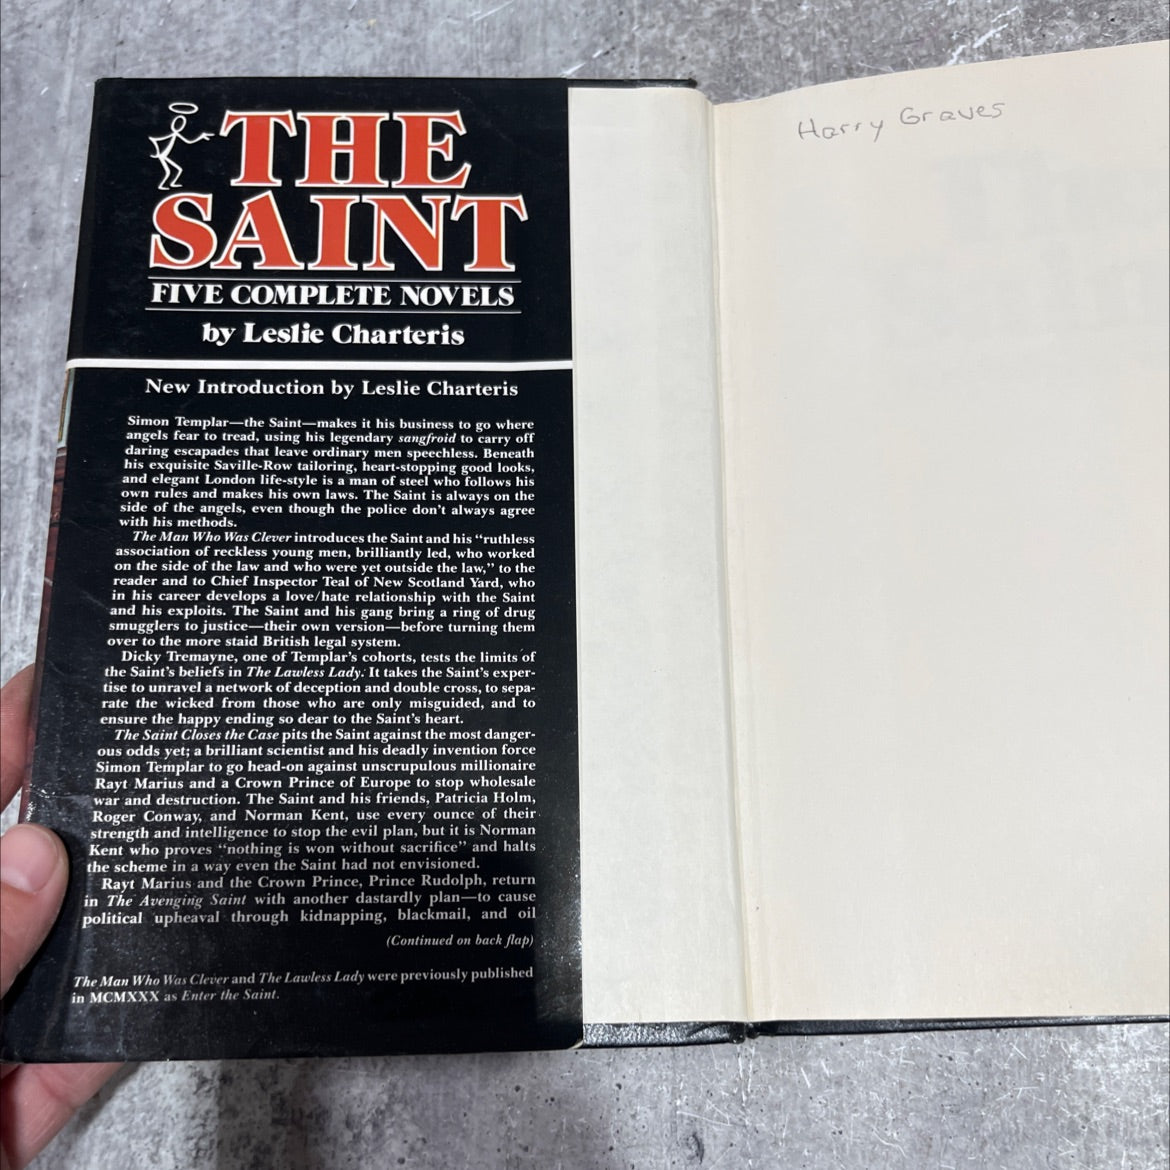 THE
SAINT
FIVE COMPLETE NOVELS
by Leslie Charteris
New Introduction by Leslie Charteris
Simon Templar—the Saint—makes it his business to go where
angels fear to tread, using his legendary sangfroid to carry off
daring escapades that leave ordinary men speechless. Beneath
his exquisite Saville-Row tailoring, heart-stopping good looks,
and elegant London life-style is a man of steel who follows his
own rules and makes his own laws. The Saint is always on the
side of the angels, even though the police don't always agree
with his methods.
The Man Who Was Clever introduces the Saint and his "ruthless
association of reckless young men, brilliantly led, who worked
on the side of the law and who were yet outside the law," to the
reader and to Chief Inspector Teal of New Scotland Yard, who
in his career develops a love/hate relationship with the Saint
and his exploits. The Saint and his gang bring a ring of drug
smugglers to justice—their own version—before turning them
over to the more staid British legal system.
Dicky Tremayne, one of Templar's cohorts, tests the limits of
the Saint's beliefs in The Lawless Lady. It takes the Saint's exper-
tise to unravel a network of deception and double cross, to sepa-
rate the wicked from those who are only misguided, and to
ensure the happy ending so dear to the Saint's heart.
The Saint Closes the Case pits the Saint against the most danger-
ous odds yet; a brilliant scientist and his deadly invention force
Simon Templar to go head-on against unscrupulous millionaire
Rayt Marius and a Crown Prince of Europe to stop wholesale
war and destruction. The Saint and his friends, Patricia Holm,
Roger Conway, and Norman Kent, use every ounce of their
strength and intelligence to stop the evil plan, but it is Norman
Kent who proves "nothing is won without sacrifice" and halts
the scheme in a way even the Saint had not envisioned.
Rayt Marius and the Crown Prince, Prince Rudolph, return
in The Avenging Saint with another dastardly plan—to cause
political upheaval through kidnapping, blackmail, and oil
(Continued on back flap)
The Man Who Was Clever and The Lawless Lady were previously published
in MCMXXX as Enter the Saint.
Harry Graves